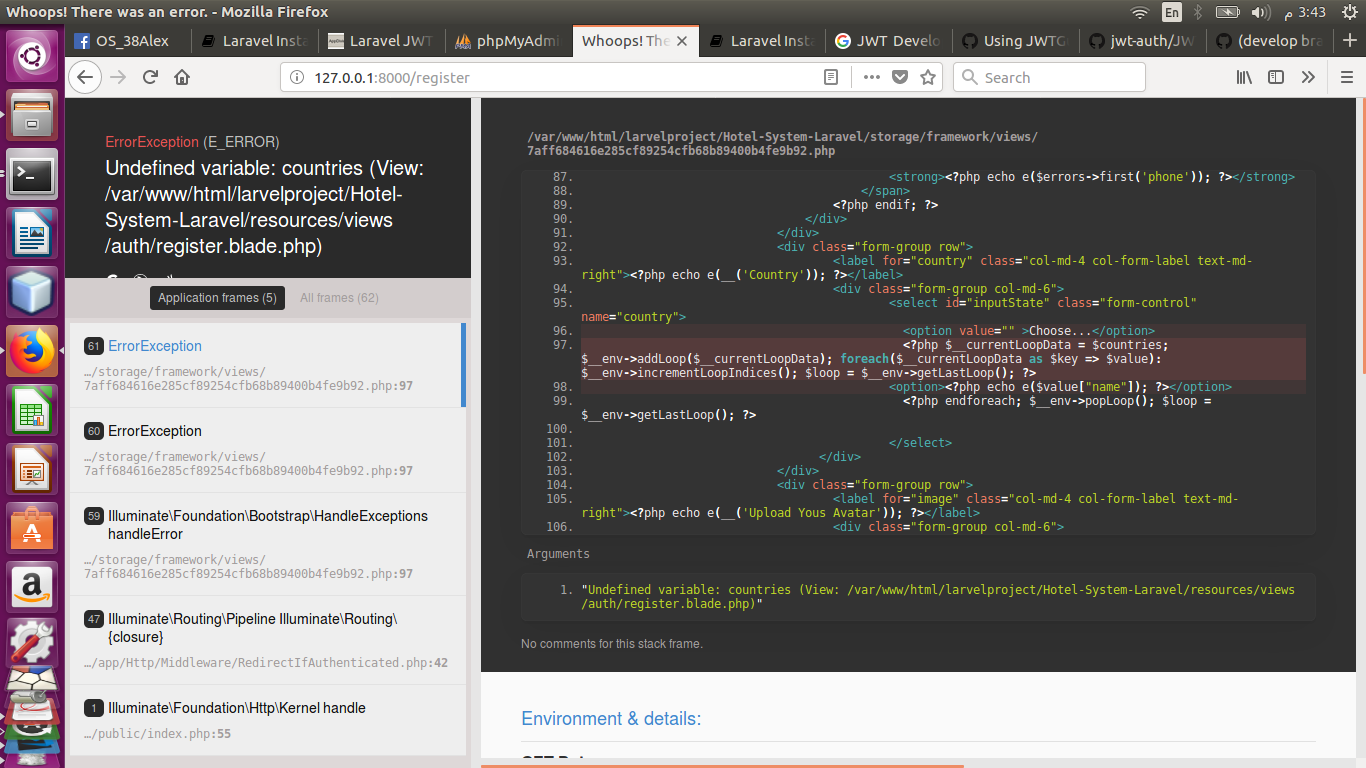 Whoops! There was an error. - Mozilla Firefox
En
3:43 م
OS_38Alex
Laravel Insta
Laravel JWT
phpMyAdmi
Whoops! The
Laravel Insta
JWT Develo
Using JWTG
jwt-auth/JW
(develop bra
127.0.0.1:8000/register
Search
ErrorException (E_ERROR)
Undefined variable: countries (View:
/var/www/html/larvelproject/Hotel-
System-Laravel/resources/views
/auth/register.blade.php)
Application frames (5)
All frames (62)
61 ErrorException
…/storage/framework/views/
7aff684616e285cf89254cfb68b89400b4fe9b92.php:97
60 ErrorException
…/storage/framework/views/
7aff684616e285cf89254cfb68b89400b4fe9b92.php:97
59 Illuminate\Foundation\Bootstrap\HandleExceptions
handleError
…/storage/framework/views/
7aff684616e285cf89254cfb68b89400b4fe9b92.php:97
47 Illuminate\Routing\Pipeline Illuminate\Routing\
{closure}
…/app/Http/Middleware/RedirectIfAuthenticated.php:42
1 Illuminate\Foundation\Http\Kernel handle
…/public/index.php:55
/var/www/html/larvelproject/Hotel-System-Laravel/storage/framework/views/
7aff684616e285cf89254cfb68b89400b4fe9b92.php
87. <strong><?php echo e($errors->first('phone')); ?></strong>
88. </span>
89. <?php endif; ?>
90. </div>
91. </div>
92. <div class="form-group row">
93. <label for="country" class="col-md-4 col-form-label text-md-
right"><?php echo e(__('Country')); ?></label>
94. <div class="form-group col-md-6">
95. <select id="inputState" class="form-control"
name="country">
96. <option value="" >Choose...</option>
97. <?php $__currentLoopData = $countries;
$__env->addLoop($__currentLoopData); foreach($__currentLoopData as $key => $value):
$__env->incrementLoopIndices(); $loop = $__env->getLastLoop(); ?>
98. <option><?php echo e($value["name"]); ?></option>
99. <?php endforeach; $__env->popLoop(); $loop =
$__env->getLastLoop(); ?>
100.
101. </select>
102. </div>
103. </div>
104. <div class="form-group row">
105. <label for="image" class="col-md-4 col-form-label text-md-
right"><?php echo e(__('Upload Yous Avatar')); ?></label>
106. <div class="form-group col-md-6">
Arguments
1. "Undefined variable: countries (View: /var/www/html/larvelproject/Hotel-System-Laravel/resources/views
/auth/register.blade.php)"
No comments for this stack frame.
Environment & details: